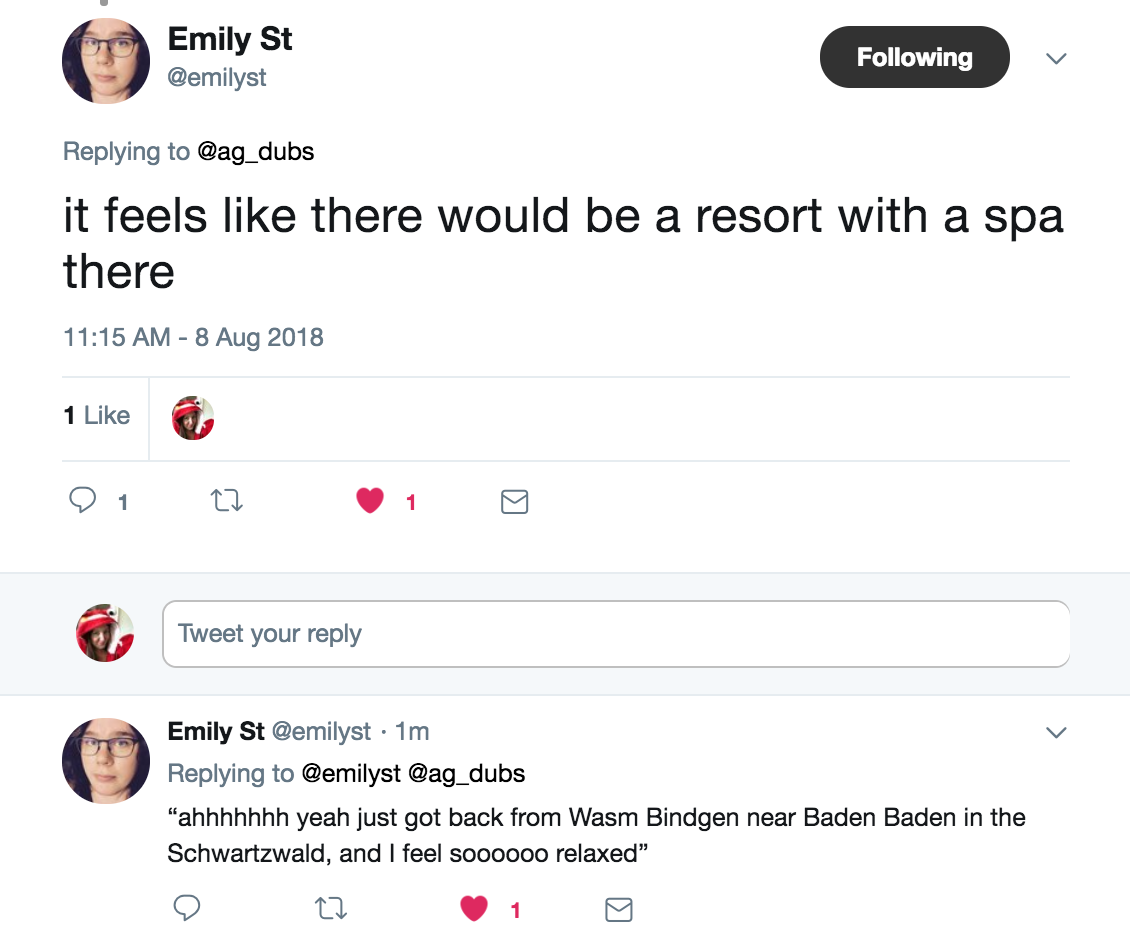 Emily St
@emilyst
Following
Replying to @ag_dubs
it feels like there would be a resort with a spa
there
11:15 AM - 8 Aug 2018
1 Like
1
1
Tweet your reply
Emily St @emilyst · 1m
Replying to @emilyst @ag_dubs
“ahhhhhhh yeah just got back from Wasm Bindgen near Baden Baden in the
Schwartzwald, and I feel soooooo relaxed”
1